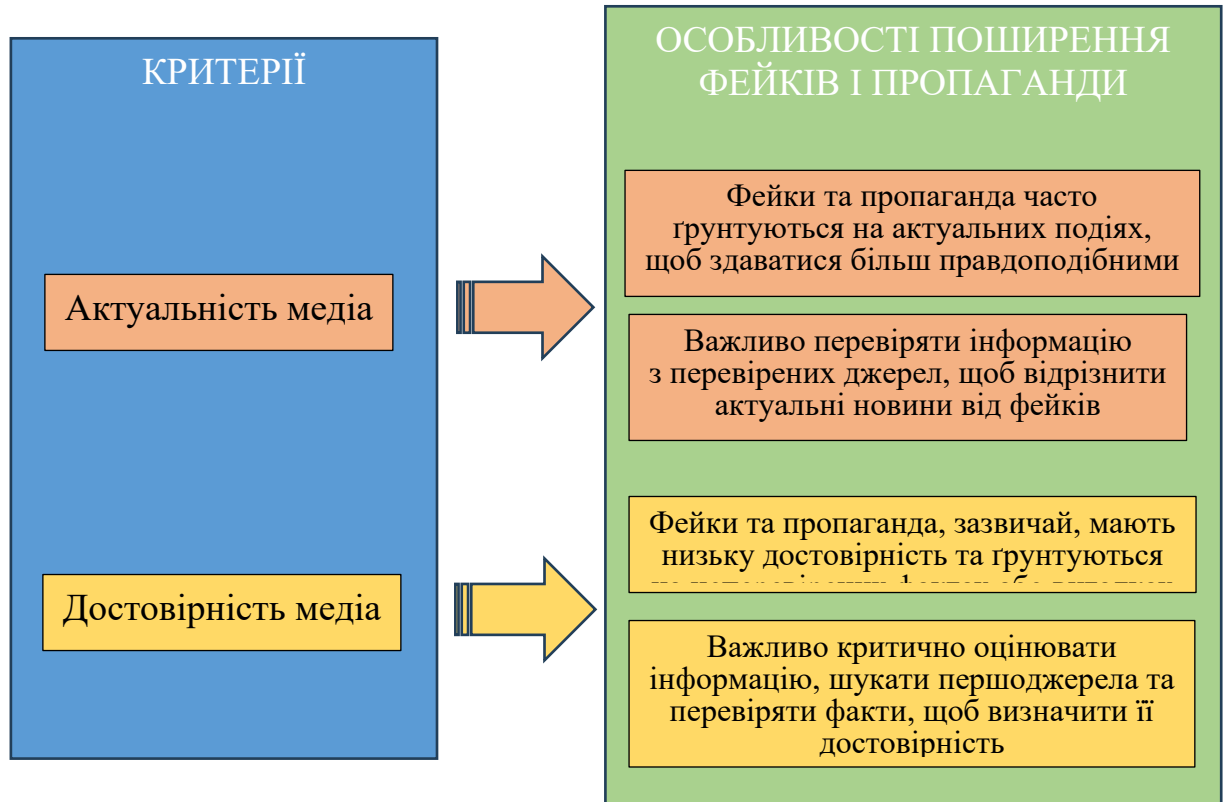 КРИТЕРІЇ
Актуальність медіа
Достовірність медіа
ОСОБЛИВОСТІ ПОШИРЕННЯ
ФЕЙКІВ І ПРОПАГАНДИ
Фейки та пропаганда часто
ґрунтуються на актуальних подіях,
щоб здаватися більш правдоподібними
Важливо перевіряти інформацію
з перевірених джерел, щоб відрізнити
актуальні новини від фейків
Фейки та пропаганда, зазвичай, мають
низьку достовірність та ґрунтуються
Важливо критично оцінювати
інформацію, шукати першоджерела та
перевіряти факти, щоб визначити її
достовірність